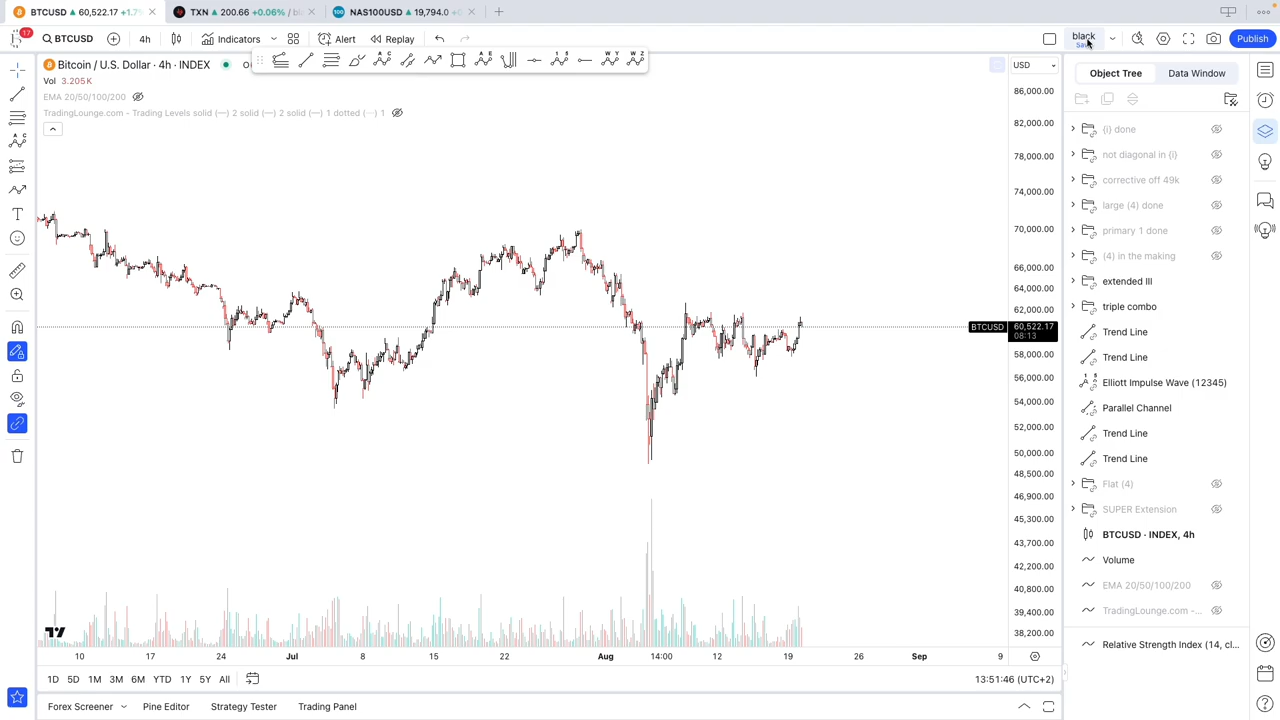 BTCUSD ▲ 60,522.17 +1.7%
TXN ▲ 200.66 +0.06% / bla
NAS100USD ▲ 19,794.0 +0
17
BTCUSD
4h
Indicators
Alert
Replay
black
Save
Publish
Bitcoin / U.S. Dollar · 4h · INDEX
Vol 3.205 K
EMA 20/50/100/200
TradingLounge.com - Trading Levels solid (—) 2 solid (—) 2 solid (—) 1 dotted (···) 1
USD
86,000.00
82,000.00
78,000.00
74,000.00
70,000.00
66,000.00
62,000.00
BTCUSD 60,522.17
08:13
58,000.00
56,000.00
54,000.00
52,000.00
50,000.00
48,500.00
46,900.00
45,300.00
43,700.00
42,200.00
40,800.00
39,400.00
38,200.00
10 17 24 Jul 8 15 22 Aug 14:00 12 19 26 Sep 9
1D 5D 1M 3M 6M YTD 1Y 5Y All
13:51:46 (UTC+2)
Forex Screener Pine Editor Strategy Tester Trading Panel
Object Tree Data Window
{i} done
not diagonal in {i}
corrective off 49k
large (4) done
primary 1 done
(4) in the making
extended III
triple combo
Trend Line
Trend Line
Elliott Impulse Wave (12345)
Parallel Channel
Trend Line
Trend Line
Flat (4)
SUPER Extension
BTCUSD · INDEX, 4h
Volume
EMA 20/50/100/200
TradingLounge.com -...
Relative Strength Index (14, cl...